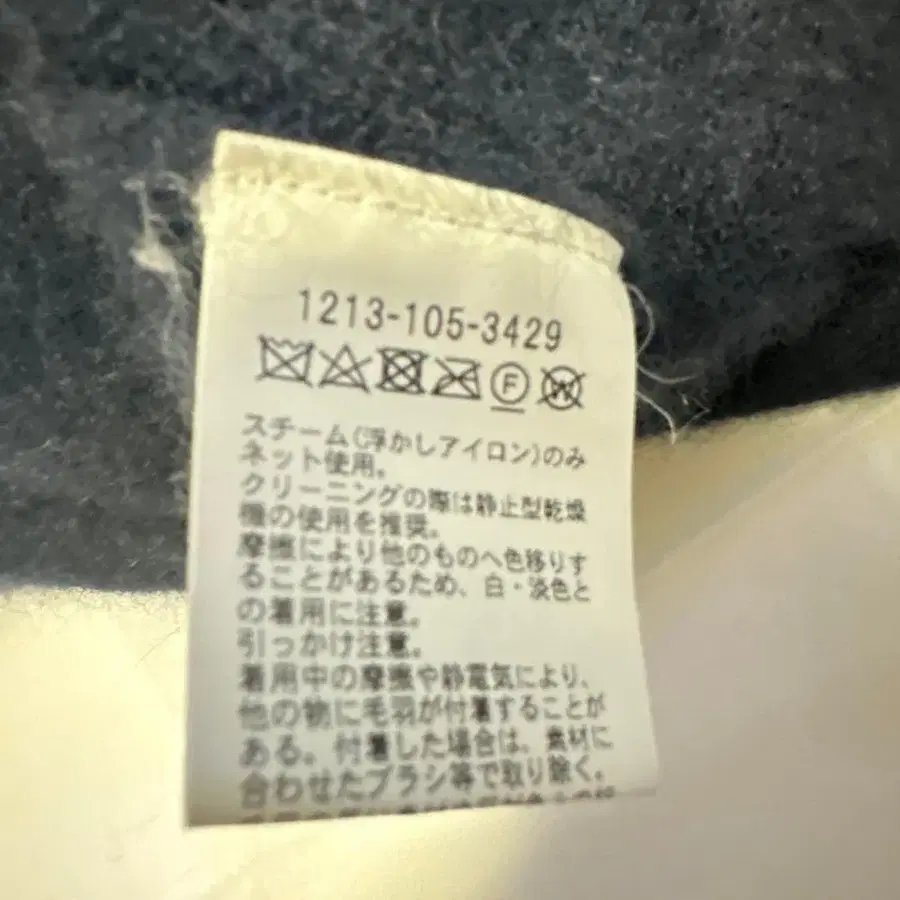 1213-105-3429
F W
スチーム(浮かしアイロン)のみ
ネット使用。
クリーニングの際は静止型乾燥
機の使用を推奨。
摩擦により他のものへ色移りす
ることがあるため、白・淡色と
の着用に注意。
引っかけ注意。
着用中の摩擦や静電気により、
他の物に毛羽が付着することが
ある。付着した場合は、素材に
合わせたブラシ等で取り除く。